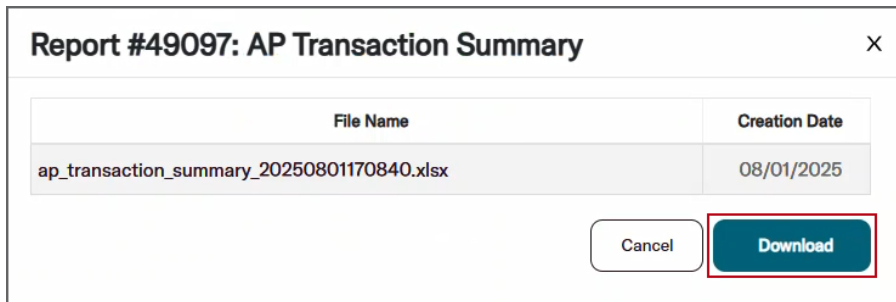 Report #49097: AP Transaction Summary X
File Name Creation Date
ap_transaction_summary_20250801170840.xlsx 08/01/2025
Cancel Download